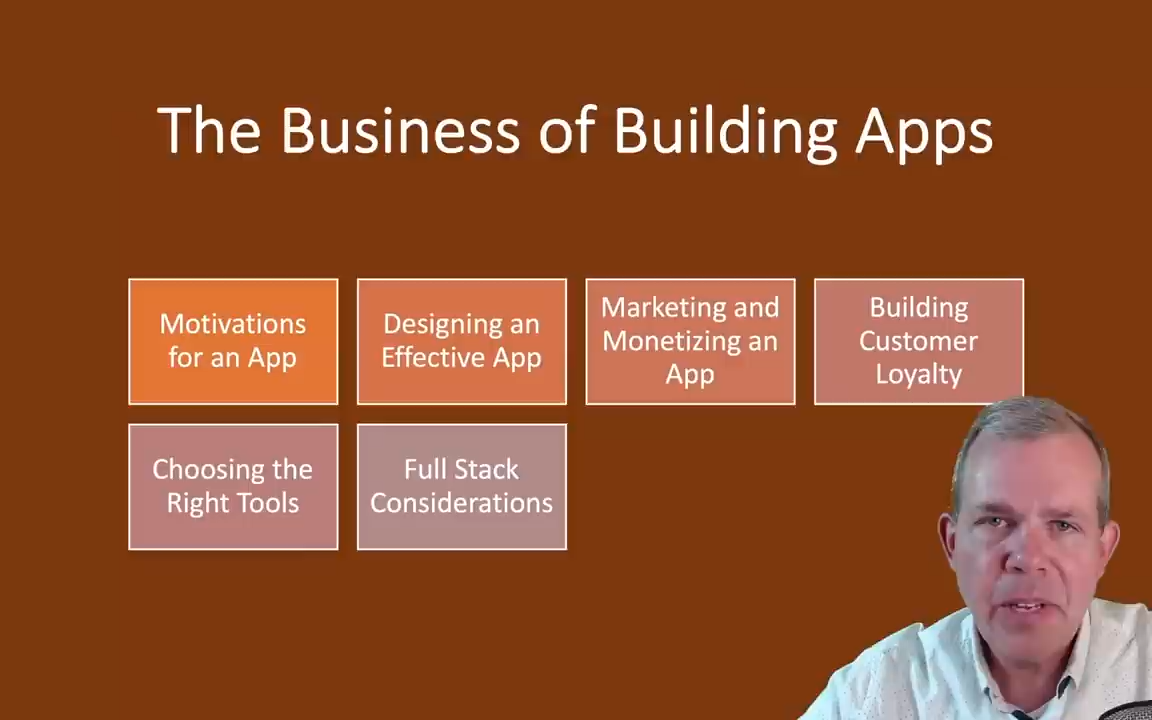 The Business of Building Apps
Motivations
for an App
Designing an
Effective App
Marketing and
Monetizing an
App
Building
Customer
Loyalty
Choosing the
Right Tools
Full Stack
Considerations